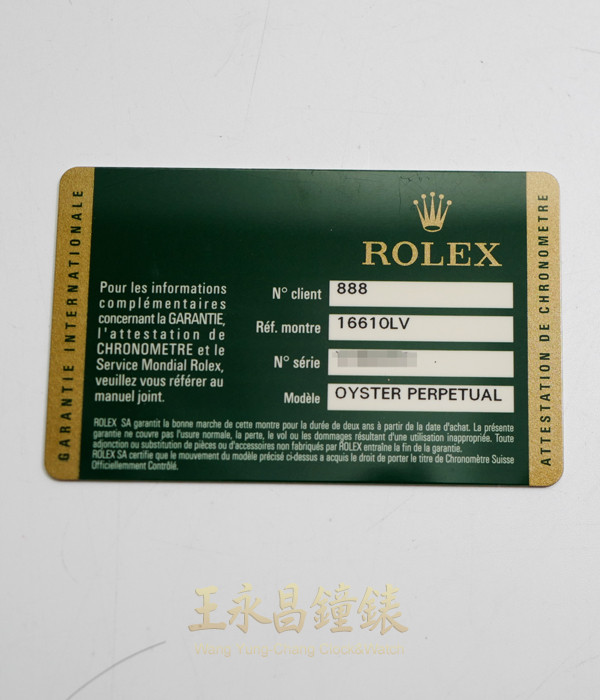 GARANTIE INTERNATIONALE
ROLEX
Pour les informations
complémentaires
concernant la GARANTIE,
l'attestation de
CHRONOMETRE et le
Service Mondial Rolex,
veuillez vous référer au
manuel joint.
N° client 888
Réf. montre 16610LV
N° série
Modèle OYSTER PERPETUAL
ROLEX SA garantit la bonne marche de cette montre pour la durée de deux ans à partir de la date d'achat. La présente
garantie ne couvre pas l'usure normale, la perte, le vol ou les dommages résultant d'une utilisation inappropriée. Toute
adjonction ou substitution de pièces ou d'accessoires non fabriqués par ROLEX entraîne la fin de la garantie.
ROLEX SA certifie que le mouvement du modèle précisé ci-dessus a acquis le droit de porter le titre de Chronomètre Suisse
Officiellement Contrôlé.
ATTESTATION DE CHRONOMETRE
王永昌鐘錶